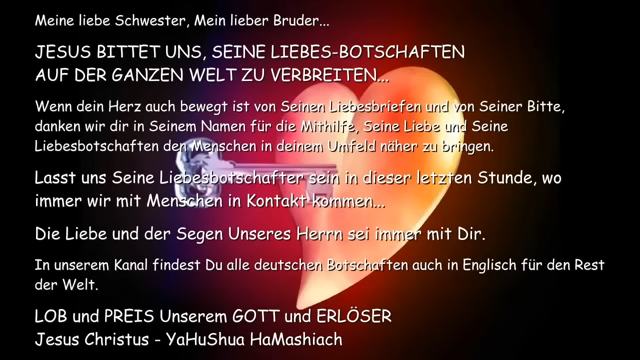 Meine liebe Schwester, Mein lieber Bruder...
JESUS BITTET UNS, SEINE LIEBES-BOTSCHAFTEN
AUF DER GANZEN WELT ZU VERBREITEN...
Wenn dein Herz auch bewegt ist von Seinen Liebesbriefen und von Seiner Bitte,
danken wir dir in Seinem Namen für die Mithilfe, Seine Liebe und Seine
Liebesbotschaften den Menschen in deinem Umfeld näher zu bringen.
Lasst uns Seine Liebesbotschafter sein in dieser letzten Stunde, wo
immer wir mit Menschen in Kontakt kommen...
Die Liebe und der Segen Unseres Herrn sei immer mit Dir.
In unserem Kanal findest Du alle deutschen Botschaften auch in Englisch für den Rest
der Welt.
LOB und PREIS Unserem GOTT und ERLÖSER
Jesus Christus - YaHuShua HaMashiach